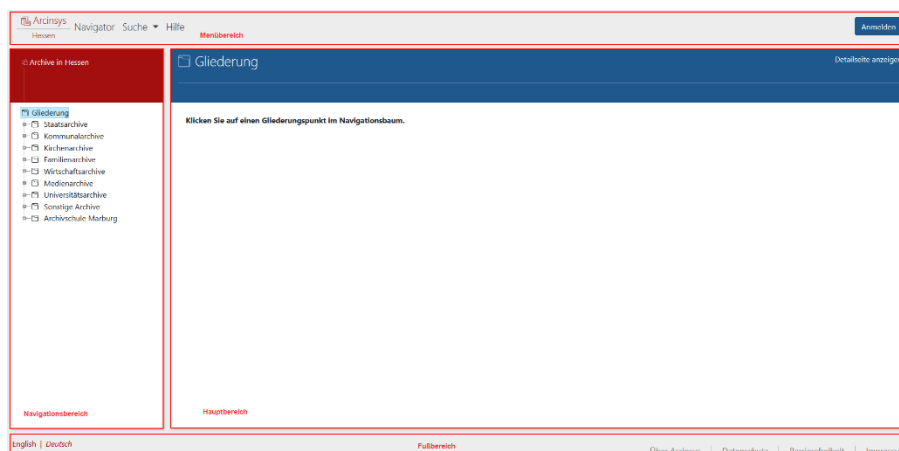 Arcinsys
Hessen
Navigator Suche Hilfe
Menübereich
Anmelden
Archive in Hessen
Gliederung
Detailseite anzeigen
Gliederung
Staatsarchive
Kommunalarchive
Kirchenarchive
Familienarchive
Wirtschaftsarchive
Medienarchive
Universitätsarchive
Sonstige Archive
Archivschule Marburg
Klicken Sie auf einen Gliederungspunkt im Navigationsbaum.
Navigationsbereich
Hauptbereich
English | Deutsch
Fußbereich
Über Arcinsys | Datenschutz | Barrierefreiheit |